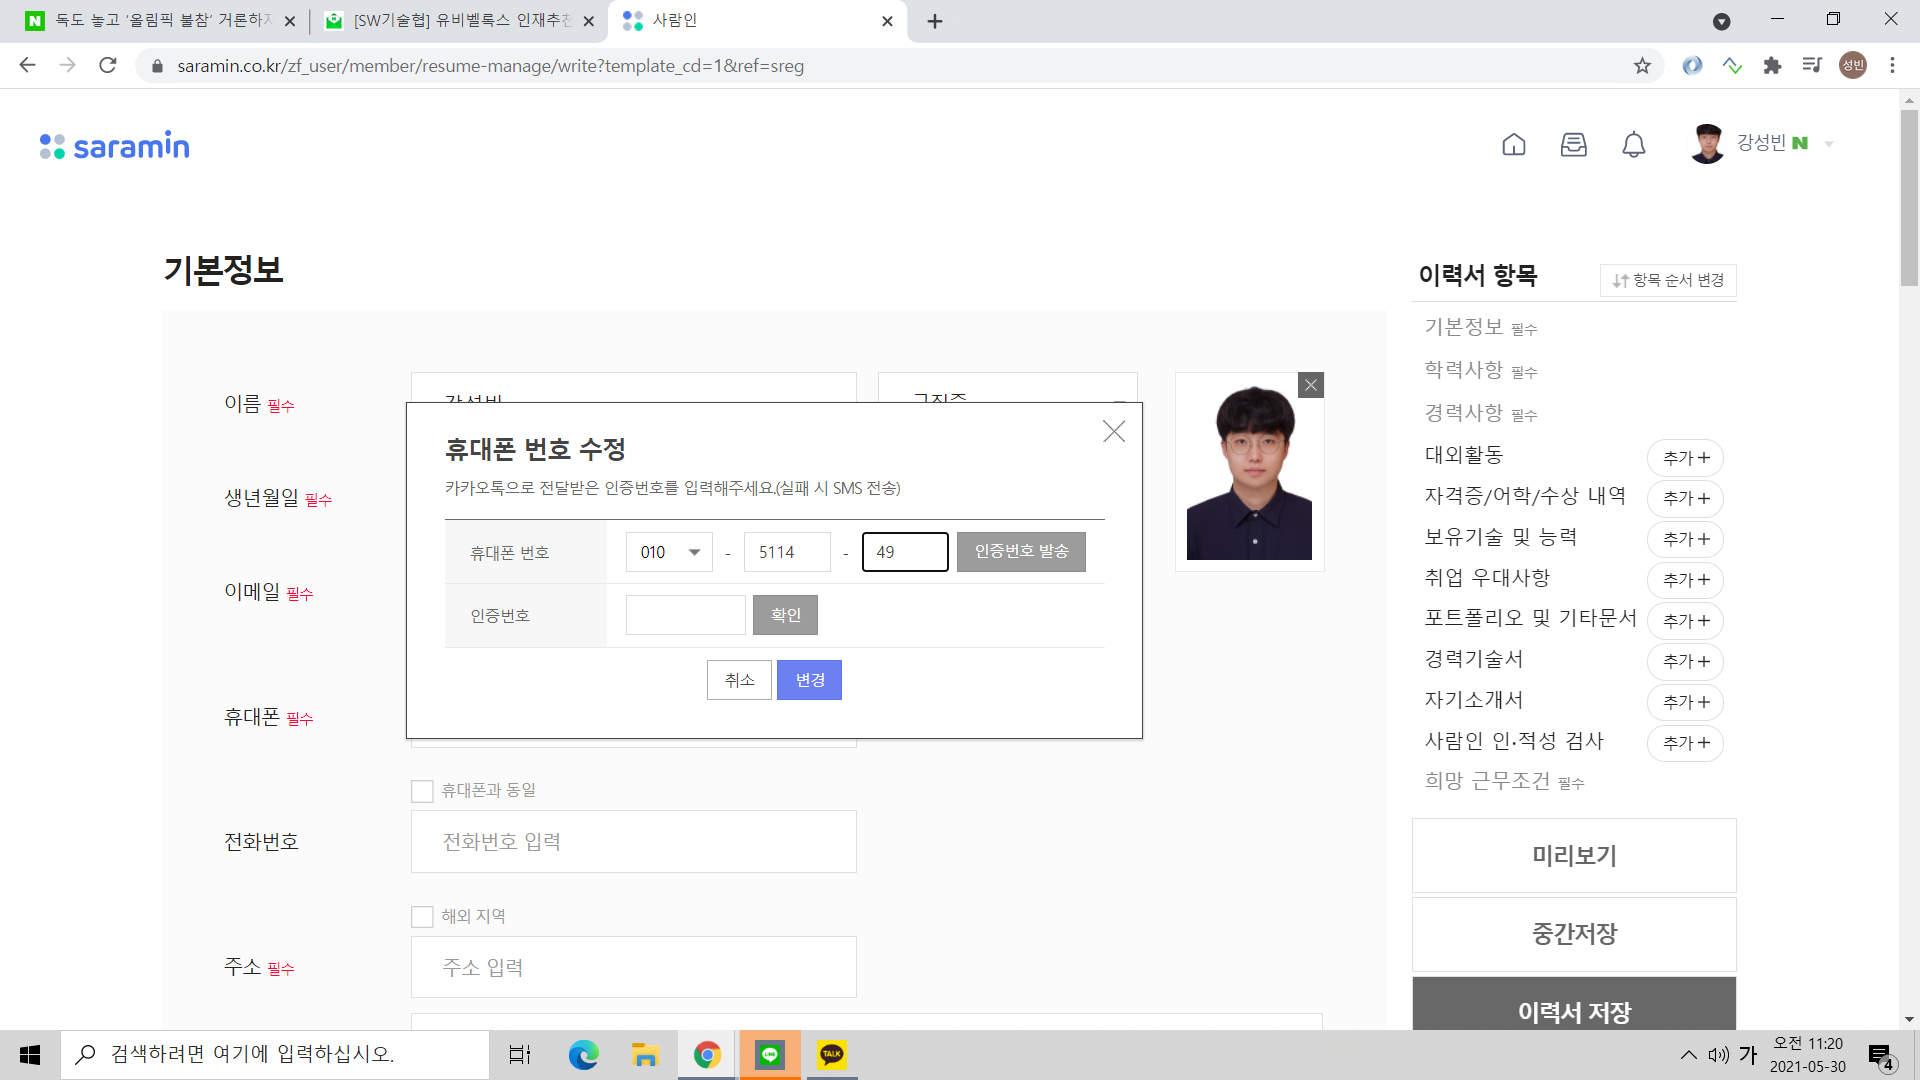 독도 놓고 '올림픽 불참' 거론하지
[SW기술협] 유비벨록스 인재추천
사람인
saramin.co.kr/zf_user/member/resume-manage/write?template_cd=1&ref=sreg
성빈
saramin
강성빈 N
기본정보
이력서 항목
항목 순서 변경
기본정보 필수
학력사항 필수
경력사항 필수
대외활동 추가 +
자격증/어학/수상 내역 추가 +
보유기술 및 능력 추가 +
취업 우대사항 추가 +
포트폴리오 및 기타문서 추가 +
경력기술서 추가 +
자기소개서 추가 +
사람인 인·적성 검사 추가 +
희망 근무조건 필수
미리보기
중간저장
이력서 저장
이름 필수
생년월일 필수
이메일 필수
휴대폰 필수
휴대폰 번호 수정
카카오톡으로 전달받은 인증번호를 입력해주세요.(실패 시 SMS 전송)
휴대폰 번호 010 - 5114 - 49 인증번호 발송
인증번호 확인
취소 변경
휴대폰과 동일
전화번호 전화번호 입력
해외 지역
주소 필수 주소 입력
검색하려면 여기에 입력하십시오.
LINE
TALK
가
오전 11:20
2021-05-30
4